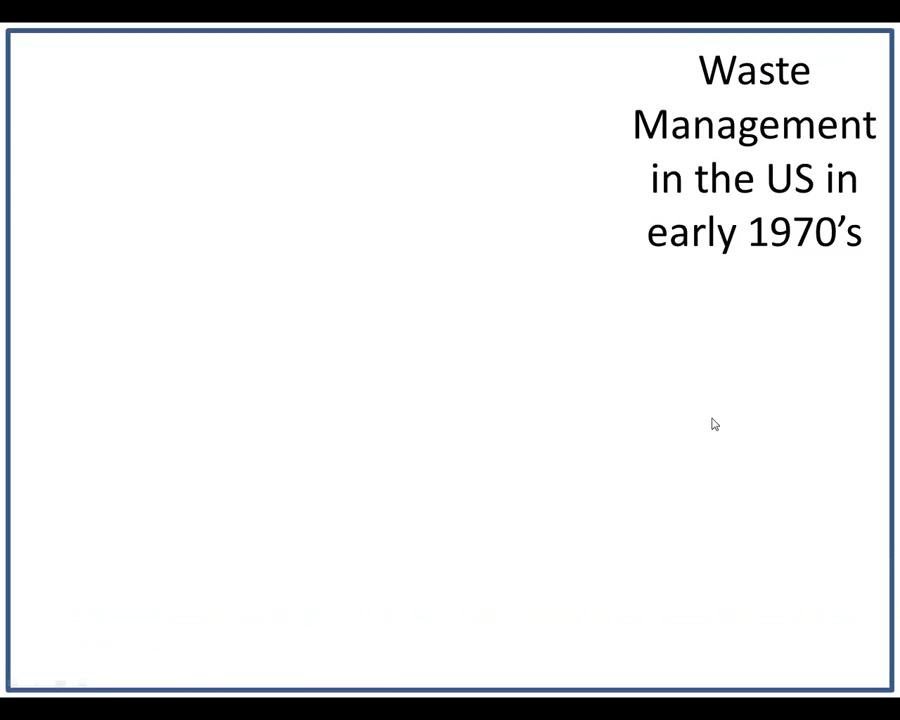 Waste
Management
in the US in
early 1970’s